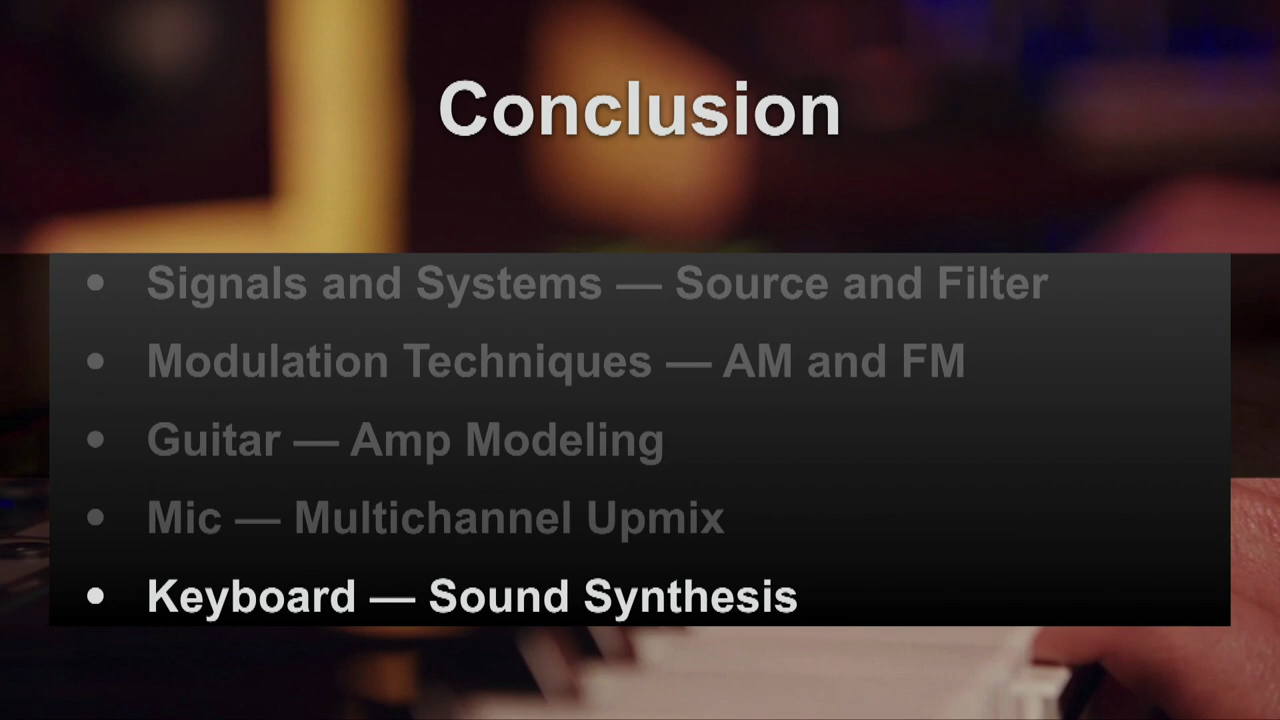 Conclusion
• Signals and Systems — Source and Filter
• Modulation Techniques — AM and FM
• Guitar — Amp Modeling
• Mic — Multichannel Upmix
• Keyboard — Sound Synthesis